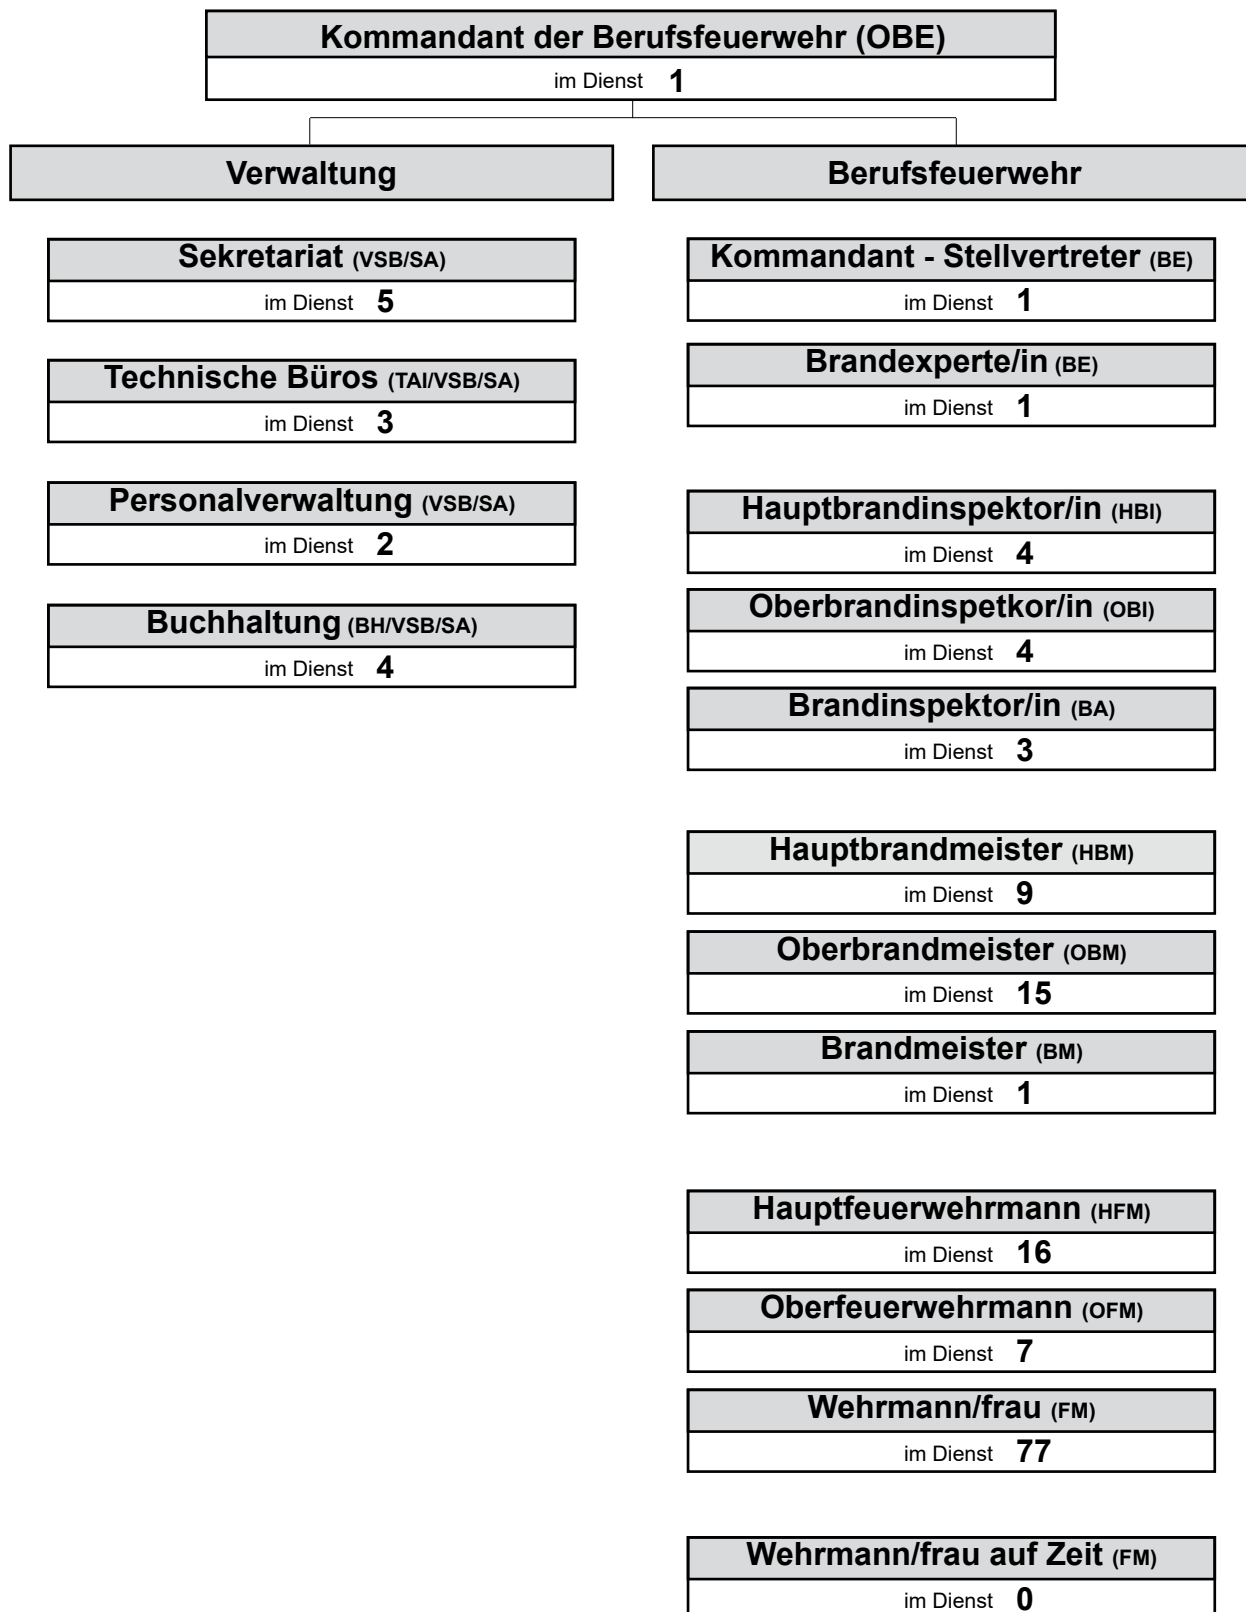 Kommandant der Berufsfeuerwehr (OBE)
im Dienst 1
Verwaltung
Sekretariat (VSB/SA)
im Dienst 5
Technische Büros (TAI/VSB/SA)
im Dienst 3
Personalverwaltung (VSB/SA)
im Dienst 2
Buchhaltung (BH/VSB/SA)
im Dienst 4
Berufsfeuerwehr
Kommandant - Stellvertreter (BE)
im Dienst 1
Brandexperte/in (BE)
im Dienst 1
Hauptbrandinspektor/in (HBI)
im Dienst 4
Oberbrandinspetkor/in (OBI)
im Dienst 4
Brandinspektor/in (BA)
im Dienst 3
Hauptbrandmeister (HBM)
im Dienst 9
Oberbrandmeister (OBM)
im Dienst 15
Brandmeister (BM)
im Dienst 1
Hauptfeuerwehrmann (HFM)
im Dienst 16
Oberfeuerwehrmann (OFM)
im Dienst 7
Wehrmann/frau (FM)
im Dienst 77
Wehrmann/frau auf Zeit (FM)
im Dienst 0